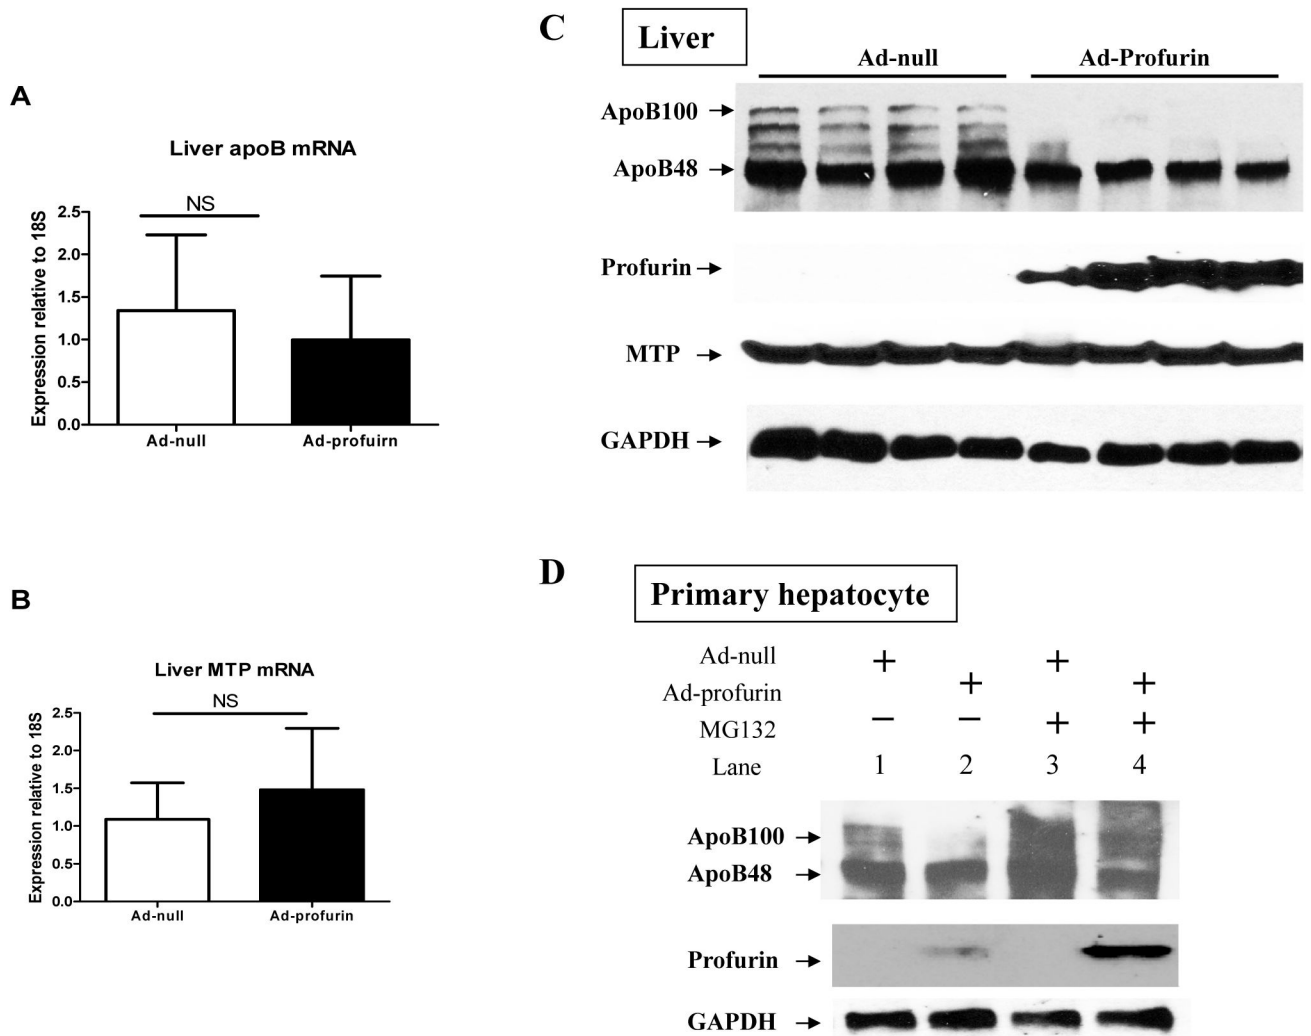 A
Liver apoB mRNA
NS
Expression relative to 18S
2.5
2.0
1.5
1.0
0.5
0.0
Ad-null Ad-profuirn
B
Liver MTP mRNA
NS
Expression relative to 18S
2.5
2.0
1.5
1.0
0.5
0.0
Ad-null Ad-profurin
C
Liver
Ad-null Ad-Profurin
ApoB100
ApoB48
Profurin
MTP
GAPDH
D
Primary hepatocyte
Ad-null + +
Ad-profurin + +
MG132 − − + +
Lane 1 2 3 4
ApoB100
ApoB48
Profurin
GAPDH